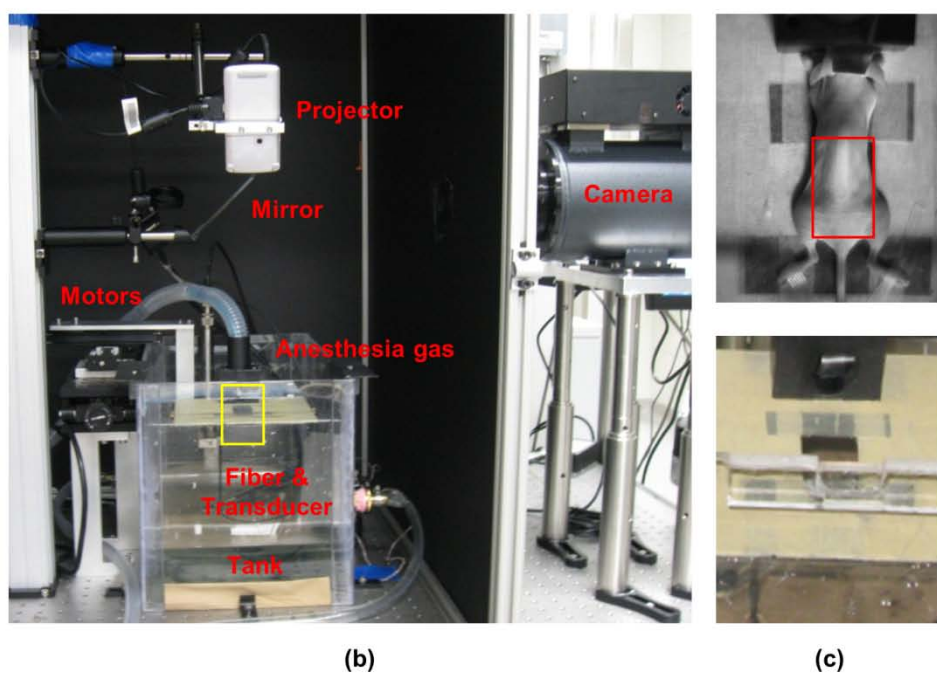 Projector
Mirror
Camera
Motors
Anesthesia gas
Fiber &
Transducer
Tank
(b)
(c)